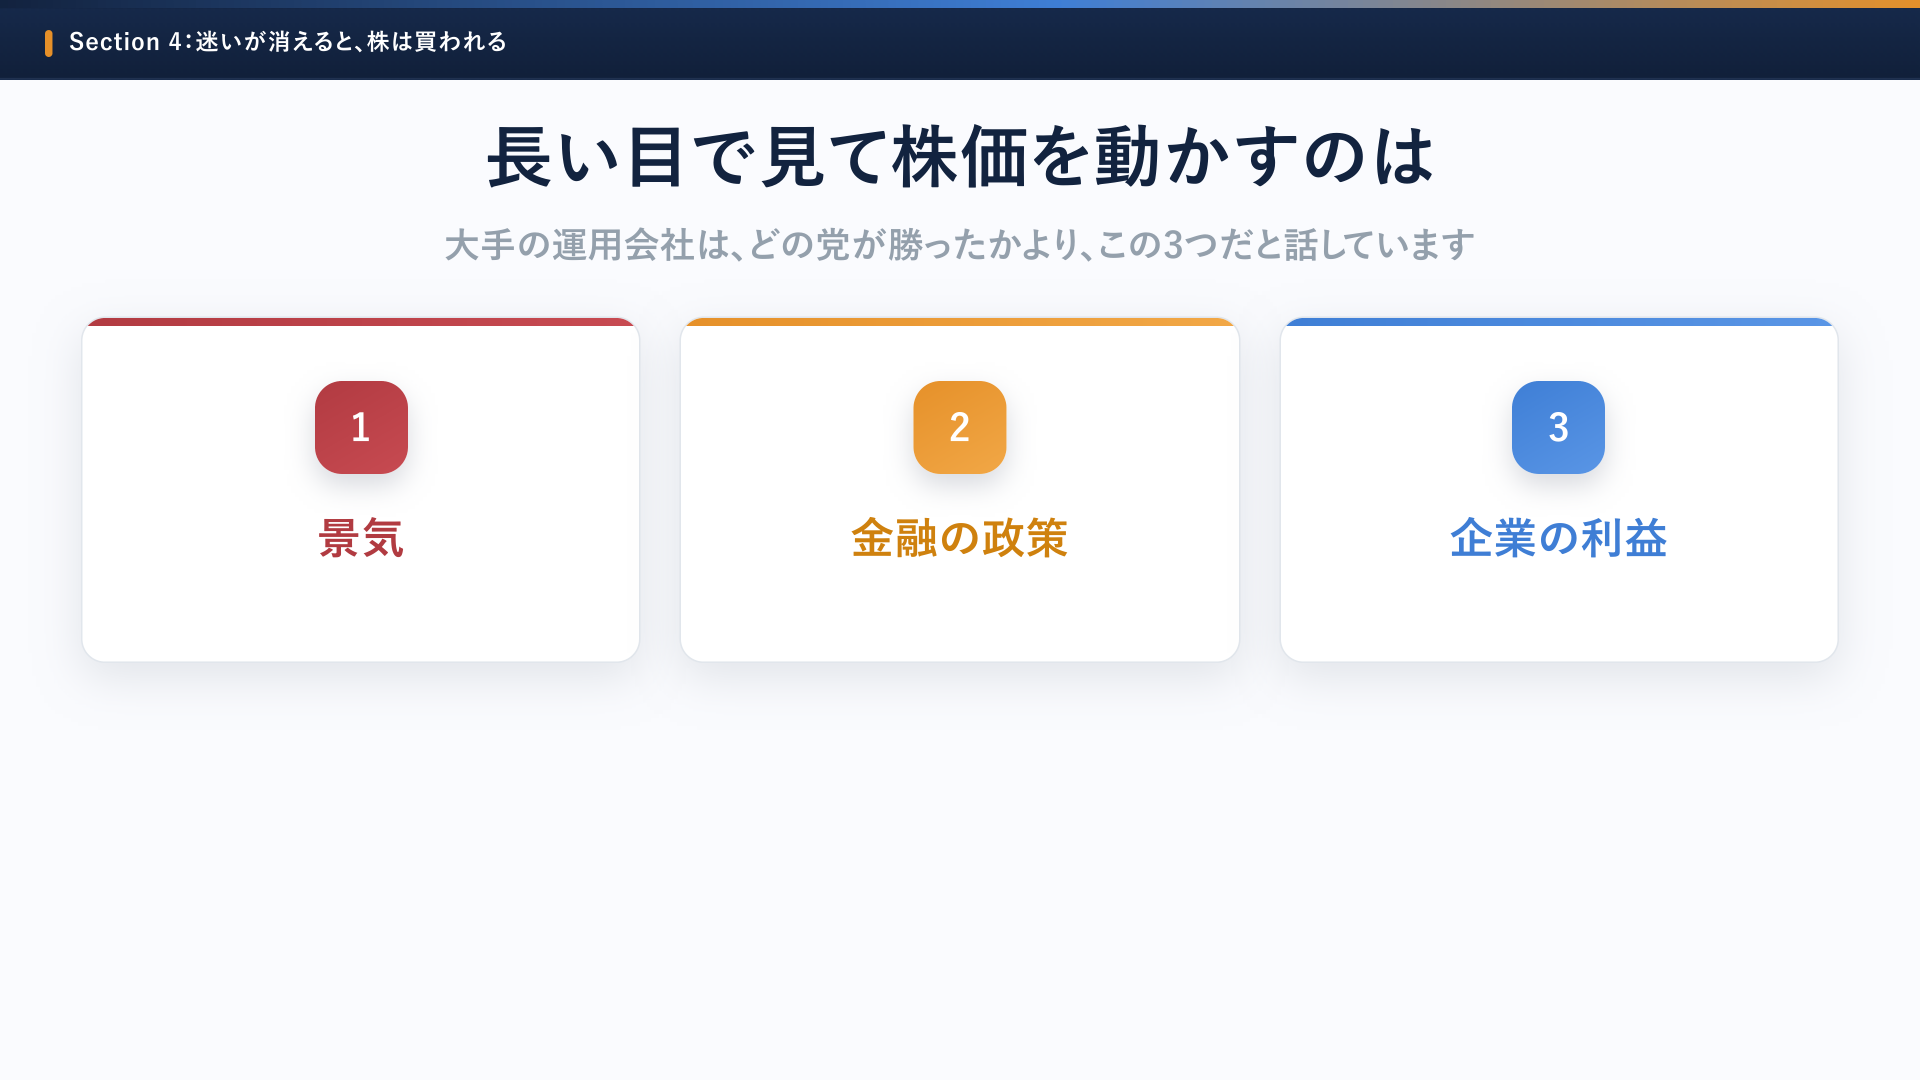 Section 4：迷いが消えると、株は買われる
長い目で見て株価を動かすのは
大手の運用会社は、どの党が勝ったかより、この3つだと話しています
1
景気
2
金融の政策
3
企業の利益